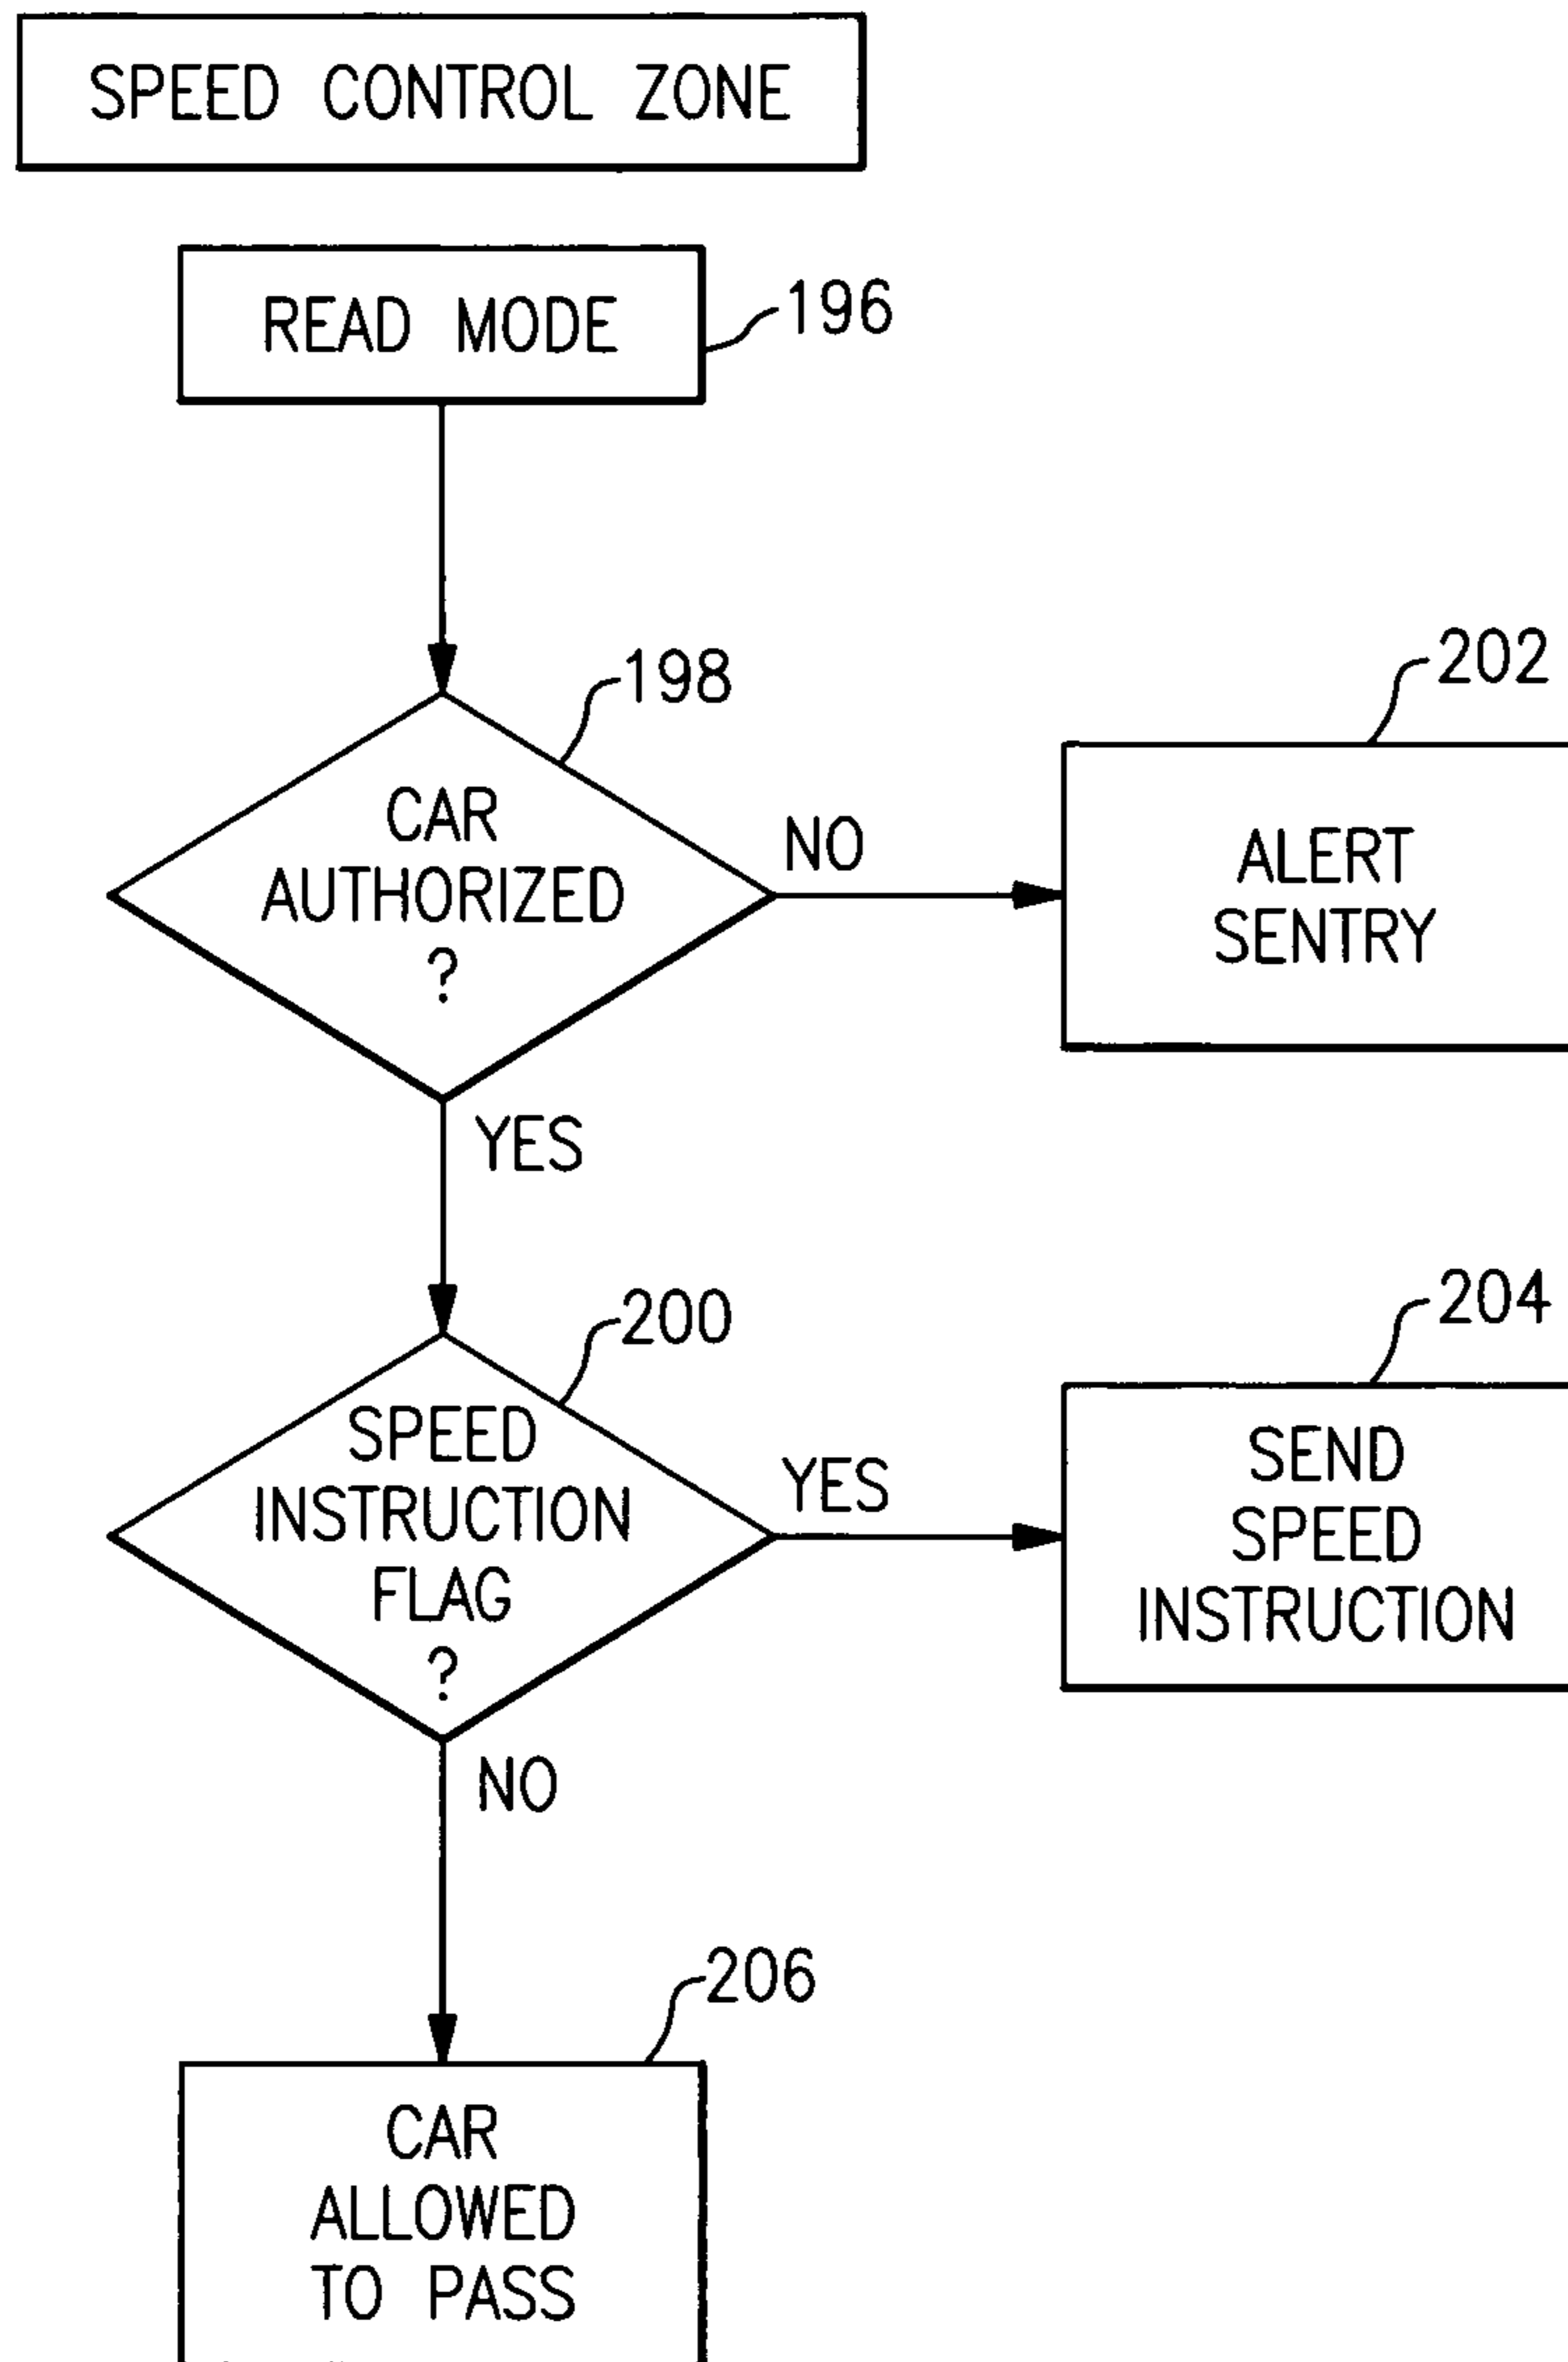 SPEED CONTROL ZONE
READ MODE
196
198
CAR
AUTHORIZED
?
NO
202
ALERT
SENTRY
YES
200
SPEED
INSTRUCTION
FLAG
?
YES
204
SEND
SPEED
INSTRUCTION
NO
206
CAR
ALLOWED
TO PASS